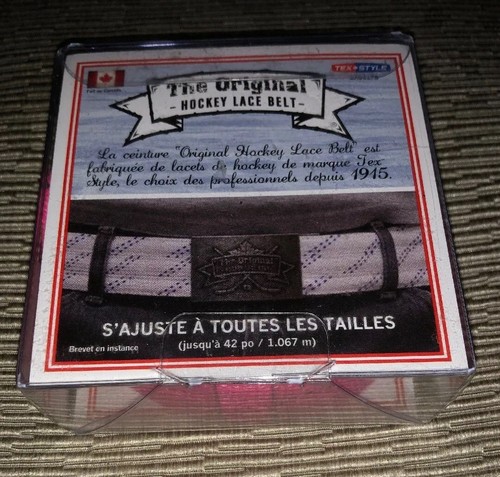 TEX STYLE
The Original
- HOCKEY LACE BELT -
La ceinture "Original Hockey Lace Belt" est
fabriquée de lacets de hockey de marque Tex
Style, le choix des professionnels depuis 1915.
The Original
S'AJUSTE À TOUTES LES TAILLES
(jusqu'à 42 po / 1.067 m)
Brevet en instance